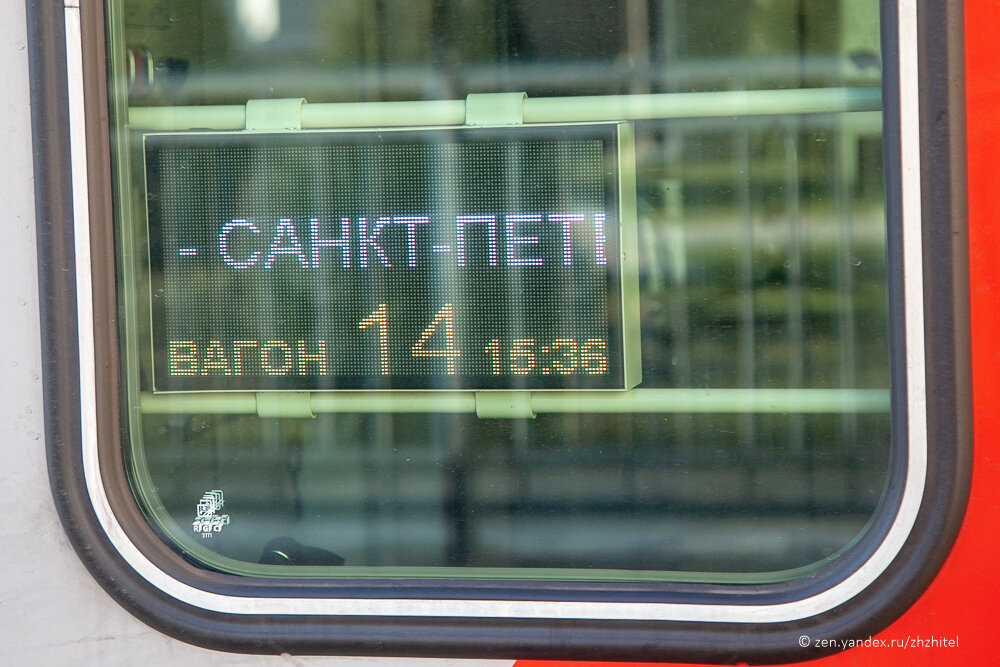 - САНКТ-ПЕТ
ВАГОН 14 15:36
© zen.yandex.ru/zhzhitel